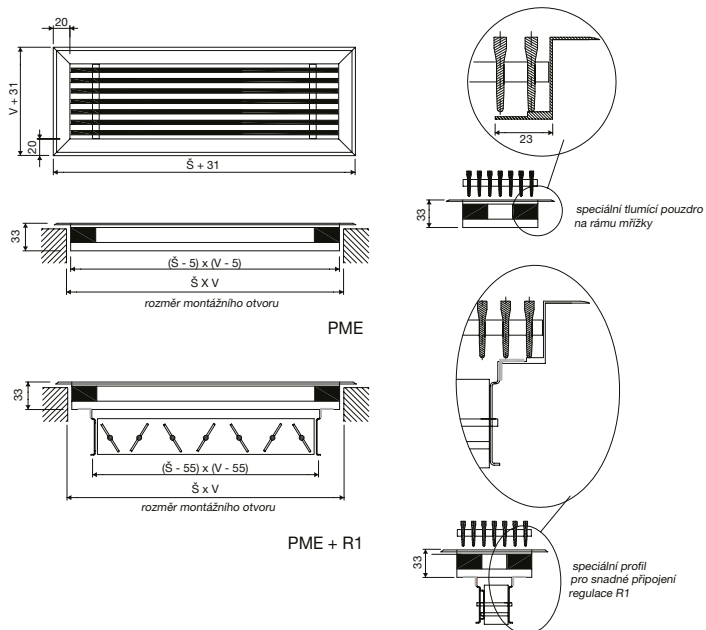 20
V + 31
20
Š + 31
33
(Š - 5) x (V - 5)
Š X V
rozměr montážního otvoru
PME
23
33
speciální tlumící pouzdro
na rámu mřížky
33
(Š - 55) x (V - 55)
Š x V
rozměr montážního otvoru
PME + R1
33
speciální profil
pro snadné připojení
regulace R1